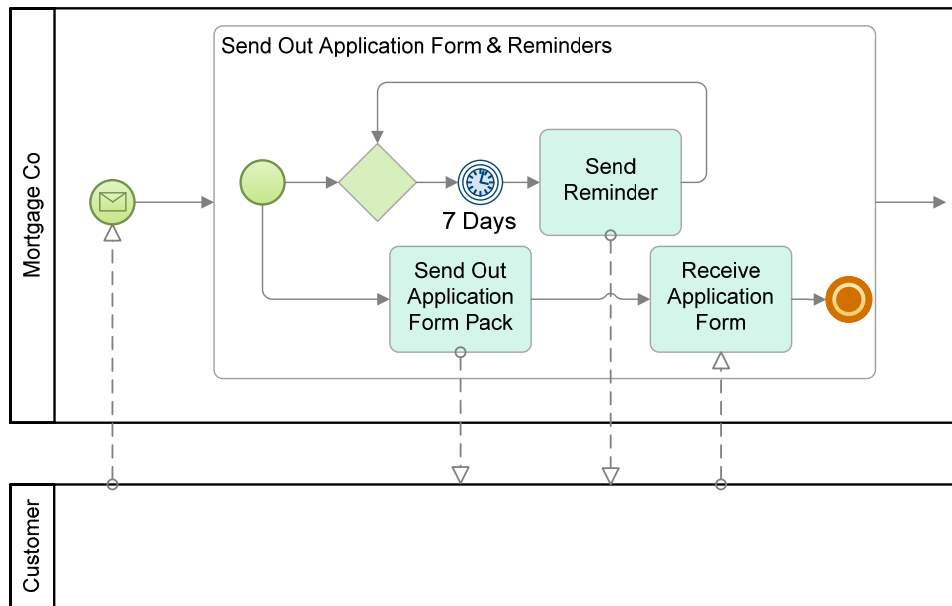 Mortgage Co
Send Out Application Form & Reminders
7 Days
Send
Reminder
Send Out
Application
Form Pack
Receive
Application
Form
Customer